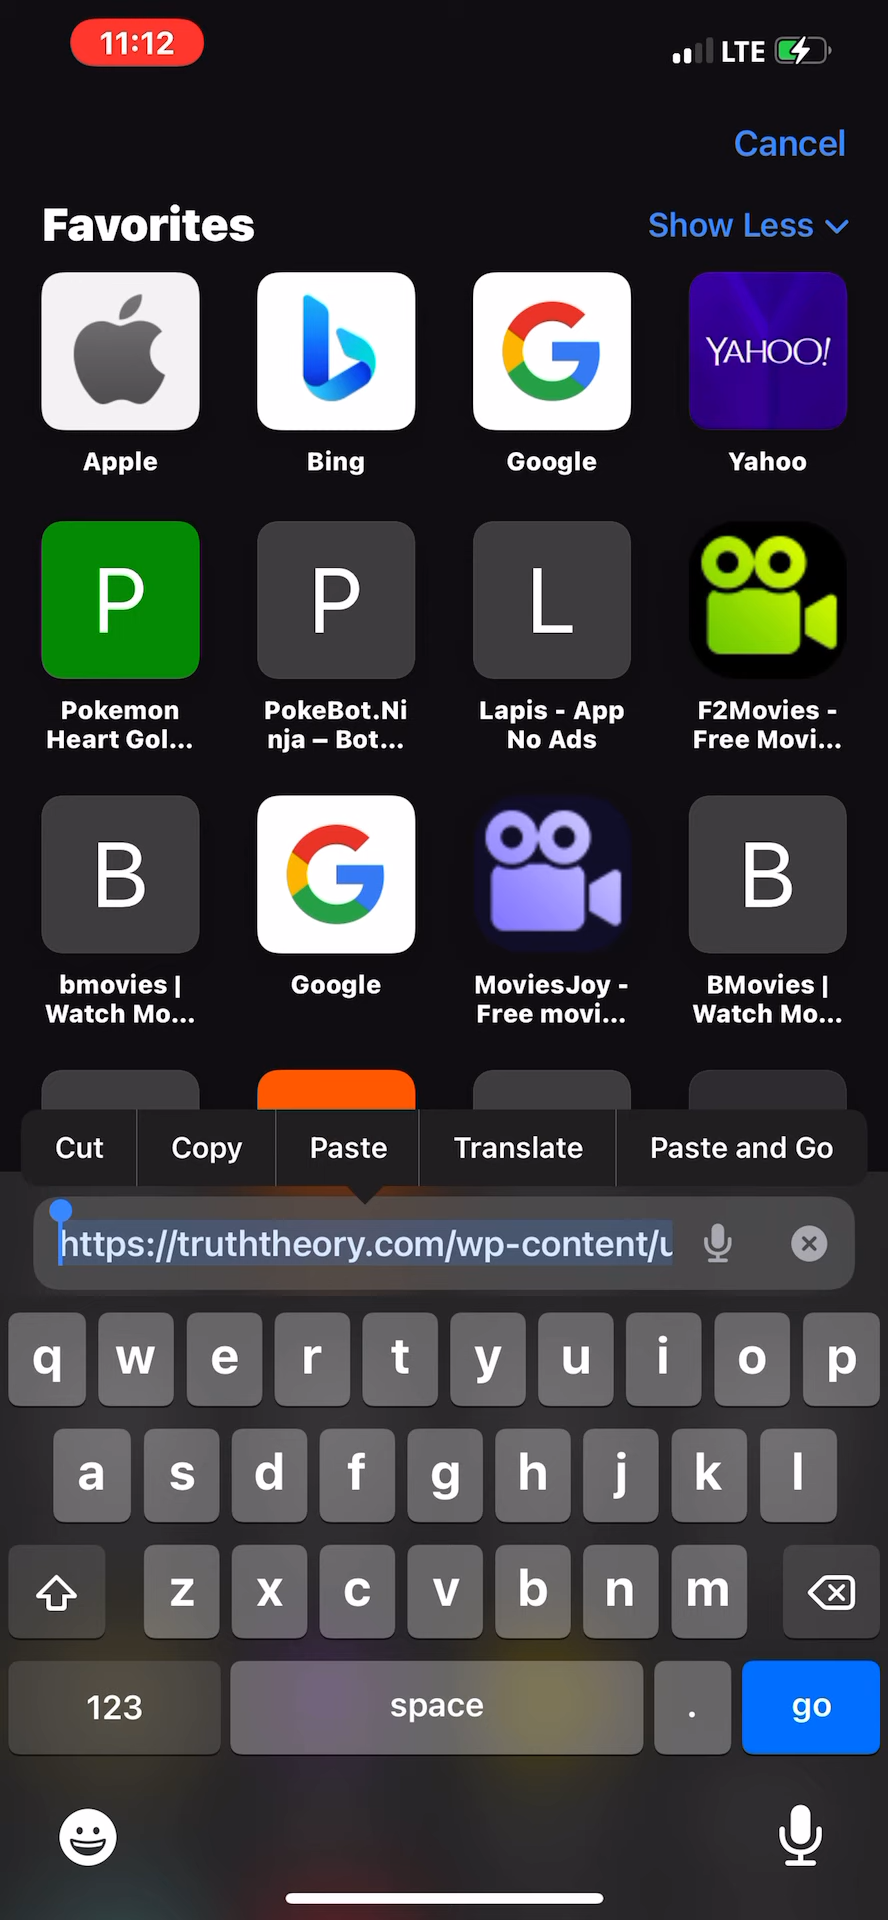 11:12
LTE
Cancel
Favorites
Show Less
YAHOO!
Apple
Bing
Google
Yahoo
P
P
L
Pokemon
Heart Gol...
PokeBot.Ni
nja – Bot...
Lapis - App
No Ads
F2Movies -
Free Movi...
B
B
bmovies |
Watch Mo...
Google
MoviesJoy -
Free movi...
BMovies |
Watch Mo...
Cut
Copy
Paste
Translate
Paste and Go
https://truththeory.com/wp-content/u
q w e r t y u i o p
a s d f g h j k l
z x c v b n m
123
space
.
go